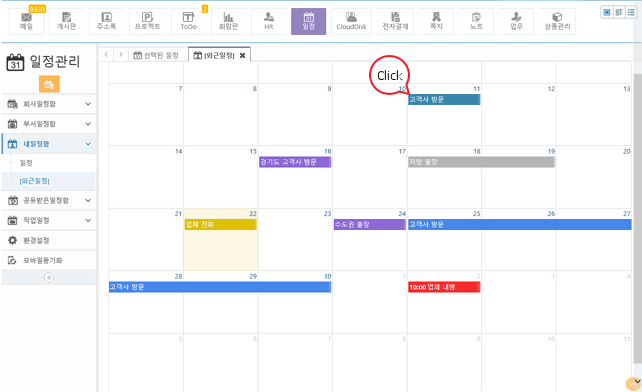 9,630
2
메일 게시판 주소록 프로젝트 ToDo 회람판 HR 일정 CloudDisk 전자결재 쪽지 노트 업무 상품관리
31 일정관리
선택된 일정 [외근일정]
Click
회사일정함
부서일정함
내일정함
일정
[외근일정]
공유받은일정함
작업일정
환경설정
모바일동기화
7 8 9 10 11 12 13
고객사 방문
14 15 16 17 18 19 20
경기도 고객사 방문 지방 출장
21 22 23 24 25 26 27
업체 전화 수도권 출장 고객사 방문
28 29 30 1 2 3 4
고객사 방문 10:00 업체 내방
5 6 7 8 9 10 11